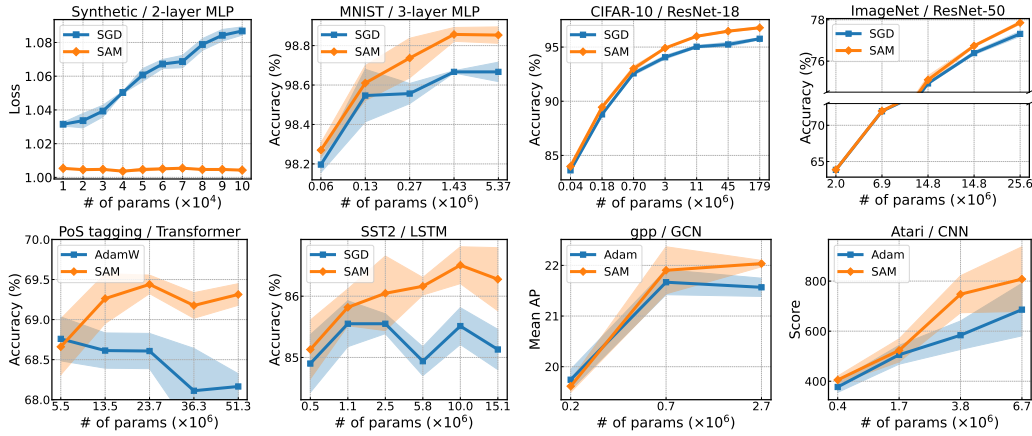 Synthetic / 2-layer MLP
Loss
1.08
1.06
1.04
1.02
1.00
SGD
SAM
1 2 3 4 5 6 7 8 9 10
# of params (×10⁴)
MNIST / 3-layer MLP
Accuracy (%)
98.8
98.6
98.4
98.2
SGD
SAM
0.06 0.13 0.27 1.43 5.37
# of params (×10⁶)
CIFAR-10 / ResNet-18
Accuracy (%)
95
90
85
SGD
SAM
0.04 0.18 0.70 3 11 45 179
# of params (×10⁶)
ImageNet / ResNet-50
Accuracy (%)
78
76
70
65
SGD
SAM
2.0 6.9 14.8 14.8 25.6
# of params (×10⁶)
PoS tagging / Transformer
Accuracy (%)
70.0
69.5
69.0
68.5
68.0
AdamW
SAM
5.5 13.5 23.7 36.3 51.3
# of params (×10⁶)
SST2 / LSTM
Accuracy (%)
86
85
SGD
SAM
0.5 1.1 2.5 5.8 10.0 15.1
# of params (×10⁶)
gpp / GCN
Mean AP
22
21
20
Adam
SAM
0.2 0.7 2.7
# of params (×10⁶)
Atari / CNN
Score
800
600
400
Adam
SAM
0.4 1.7 3.8 6.7
# of params (×10⁶)